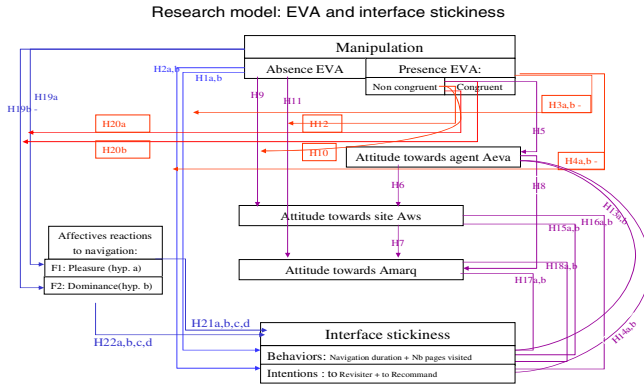 Research model: EVA and interface stickiness
Manipulation
Absence EVA
Presence EVA:
Non congruent
Congruent
H2a,b
H1a,b
H19a
H19b -
H9
H11
H3a,b -
H20a
H12
H5
H20b
H10
Attitude towards agent Aeva
H4a,b -
H6
H8
H13a,b
Attitude towards site Aws
H16a,b
H15a,b
Affectives reactions
to navigation:
H7
F1: Pleasure (hyp. a)
Attitude towards Amarq
H18a,b
F2: Dominance(hyp. b)
H17a,b
H21a,b,c,d
H14a,b
H22a,b,c,d
Interface stickiness
Behaviors: Navigation duration + Nb pages visited
Intentions : to Revisiter + to Recommand